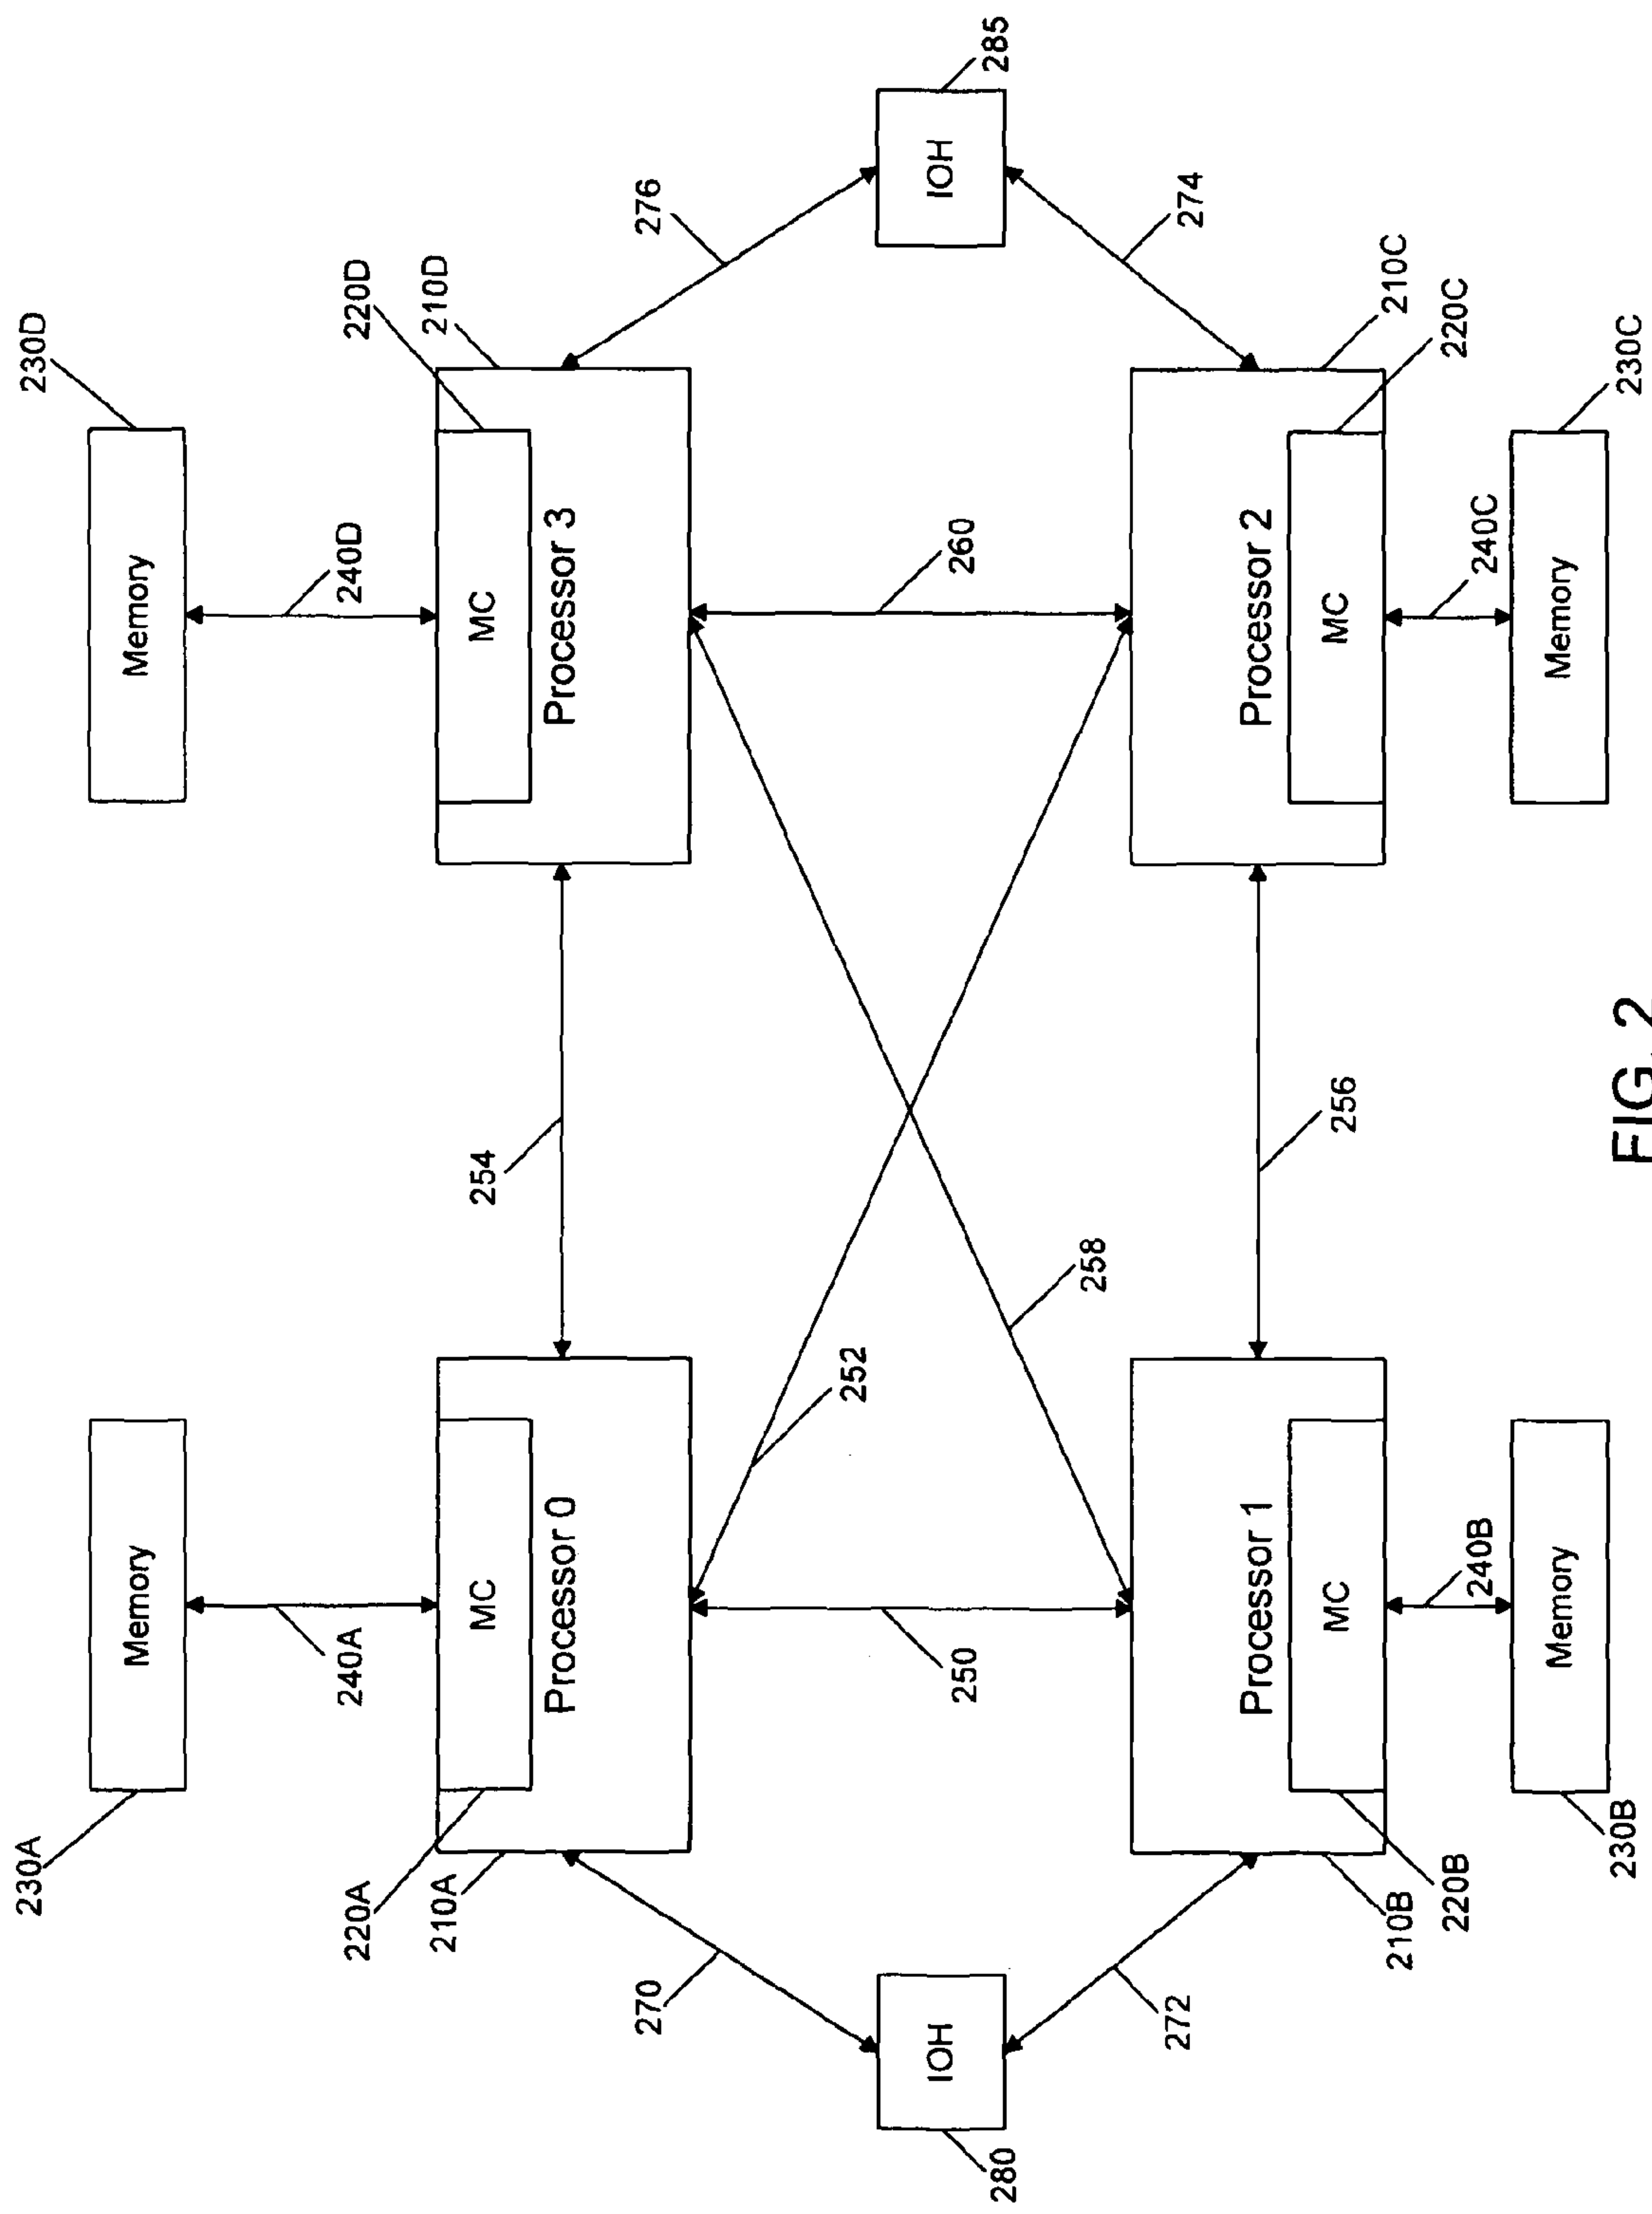 230A
Memory
240A
220A
210A
MC
Processor 0
270
IOH
280
272
250
252
254
258
256
210B
220B
Processor 1
MC
240B
Memory
230B
230D
Memory
240D
220D
210D
MC
Processor 3
276
285
IOH
274
260
210C
220C
Processor 2
MC
240C
Memory
230C
FIG. 2